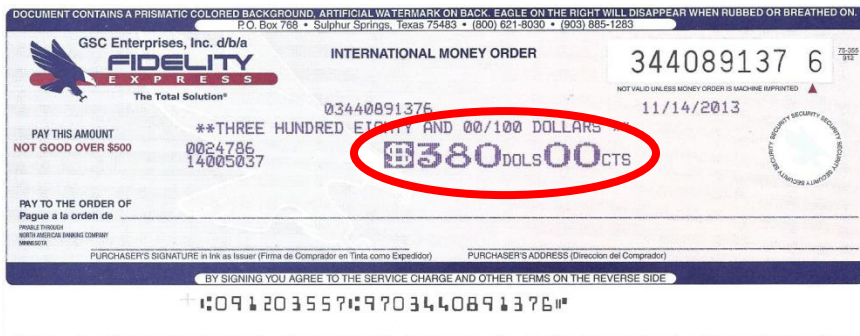 DOCUMENT CONTAINS A PRISMATIC COLORED BACKGROUND, ARTIFICIAL WATERMARK ON BACK. EAGLE ON THE RIGHT WILL DISAPPEAR WHEN RUBBED OR BREATHED ON.
P.O. Box 768 • Sulphur Springs, Texas 75483 • (800) 621-8030 • (903) 885-1283
GSC Enterprises, Inc. d/b/a
FIDELITY
EXPRESS
The Total Solution®
INTERNATIONAL MONEY ORDER
344089137 6
75-355
912
NOT VALID UNLESS MONEY ORDER IS MACHINE IMPRINTED
03440891376
11/14/2013
PAY THIS AMOUNT
NOT GOOD OVER $500
**THREE HUNDRED EIGHTY AND 00/100 DOLLARS **
0024786
14005037
$380DOLS00CTS
SECURITY SECURITY SECURITY SECURITY SECURITY
PAY TO THE ORDER OF
Pague a la orden de
PAYABLE THROUGH
NORTH AMERICAN BANKING COMPANY
MINNESOTA
PURCHASER'S SIGNATURE in Ink as Issuer (Firma de Comprador en Tinta como Expedidor)
PURCHASER'S ADDRESS (Direccion del Comprador)
BY SIGNING YOU AGREE TO THE SERVICE CHARGE AND OTHER TERMS ON THE REVERSE SIDE
⑆091203557⑆9703440891376⑈